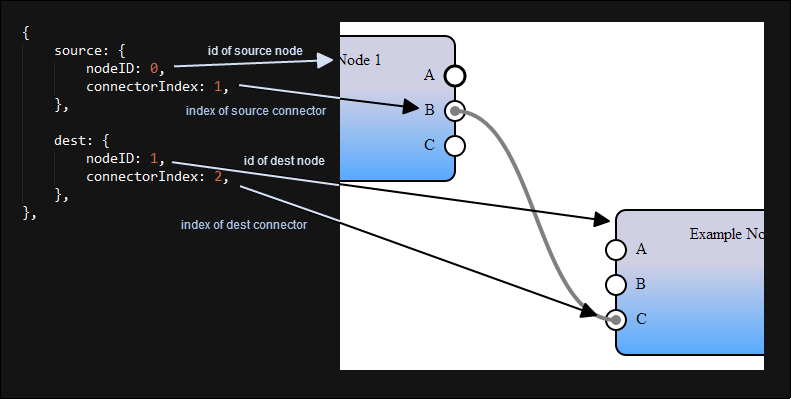 {
source: {
nodeID: 0,
connectorIndex: 1,
},
dest: {
nodeID: 1,
connectorIndex: 2,
},
},
id of source node
index of source connector
id of dest node
index of dest connector
Node 1
A
B
C
Example No
A
B
C